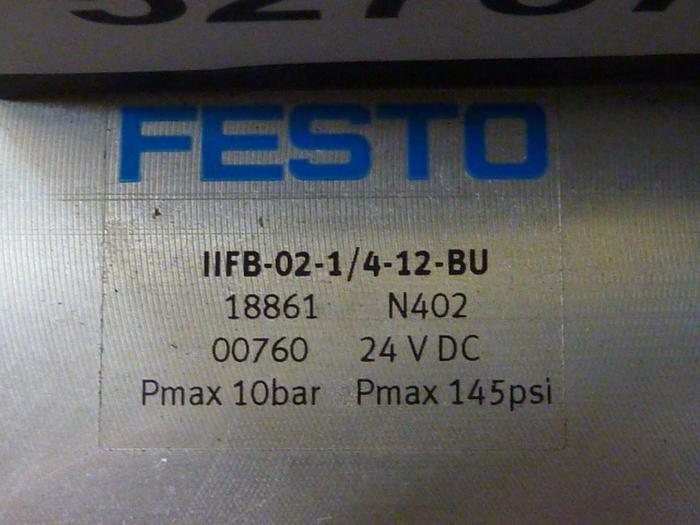 FESTO
IIFB-02-1/4-12-BU
18861 N402
00760 24 V DC
Pmax 10bar Pmax 145psi